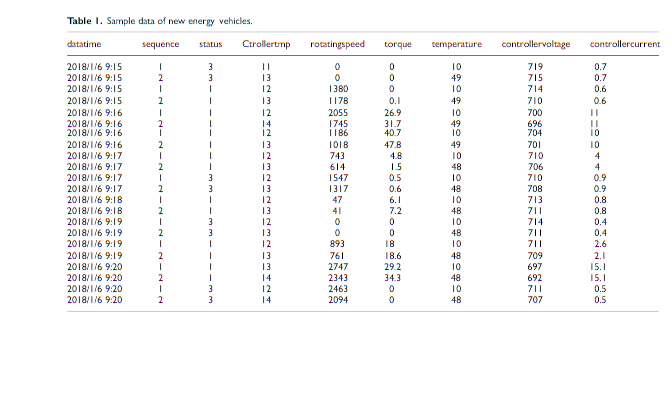 Table 1. Sample data of new energy vehicles.
datatime sequence status Ctrollertmp rotatingspeed torque temperature controllervoltage controllercurrent
2018/1/6 9:15 1 3 11 0 0 10 719 0.7
2018/1/6 9:15 2 3 13 0 0 49 715 0.7
2018/1/6 9:15 1 1 12 1380 0 10 714 0.6
2018/1/6 9:15 2 1 13 1178 0.1 49 710 0.6
2018/1/6 9:16 1 1 12 2055 26.9 10 700 11
2018/1/6 9:16 2 1 14 1745 31.7 49 696 11
2018/1/6 9:16 1 1 12 1186 40.7 10 704 10
2018/1/6 9:16 2 1 13 1018 47.8 49 701 10
2018/1/6 9:17 1 1 12 743 4.8 10 710 4
2018/1/6 9:17 2 1 13 614 1.5 48 706 4
2018/1/6 9:17 1 3 12 1547 0.5 10 710 0.9
2018/1/6 9:17 2 3 13 1317 0.6 48 708 0.9
2018/1/6 9:18 1 1 12 47 6.1 10 713 0.8
2018/1/6 9:18 2 1 13 41 7.2 48 711 0.8
2018/1/6 9:19 1 3 12 0 0 10 714 0.4
2018/1/6 9:19 2 3 13 0 0 48 711 0.4
2018/1/6 9:19 1 1 12 893 18 10 711 2.6
2018/1/6 9:19 2 1 13 761 18.6 48 709 2.1
2018/1/6 9:20 1 1 13 2747 29.2 10 697 15.1
2018/1/6 9:20 2 1 14 2343 34.3 48 692 15.1
2018/1/6 9:20 1 3 12 2463 0 10 711 0.5
2018/1/6 9:20 2 3 14 2094 0 48 707 0.5